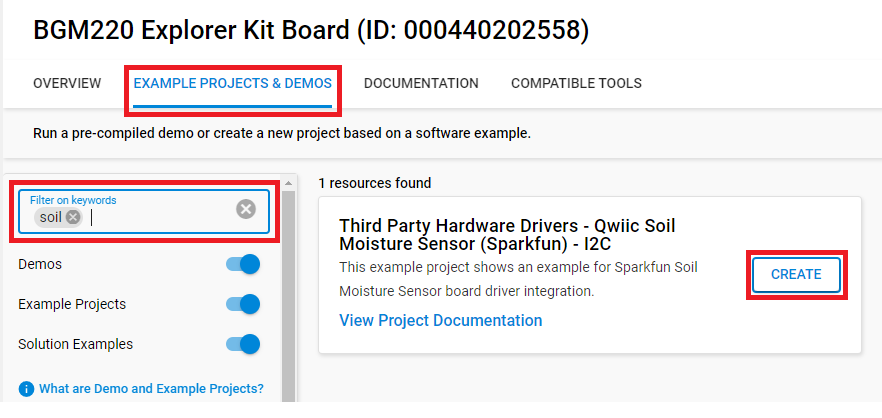 BGM220 Explorer Kit Board (ID: 000440202558)
OVERVIEW EXAMPLE PROJECTS & DEMOS DOCUMENTATION COMPATIBLE TOOLS
Run a pre-compiled demo or create a new project based on a software example.
Filter on keywords
soil
Demos
Example Projects
Solution Examples
What are Demo and Example Projects?
1 resources found
Third Party Hardware Drivers - Qwiic Soil
Moisture Sensor (Sparkfun) - I2C
This example project shows an example for Sparkfun Soil
Moisture Sensor board driver integration.
View Project Documentation
CREATE